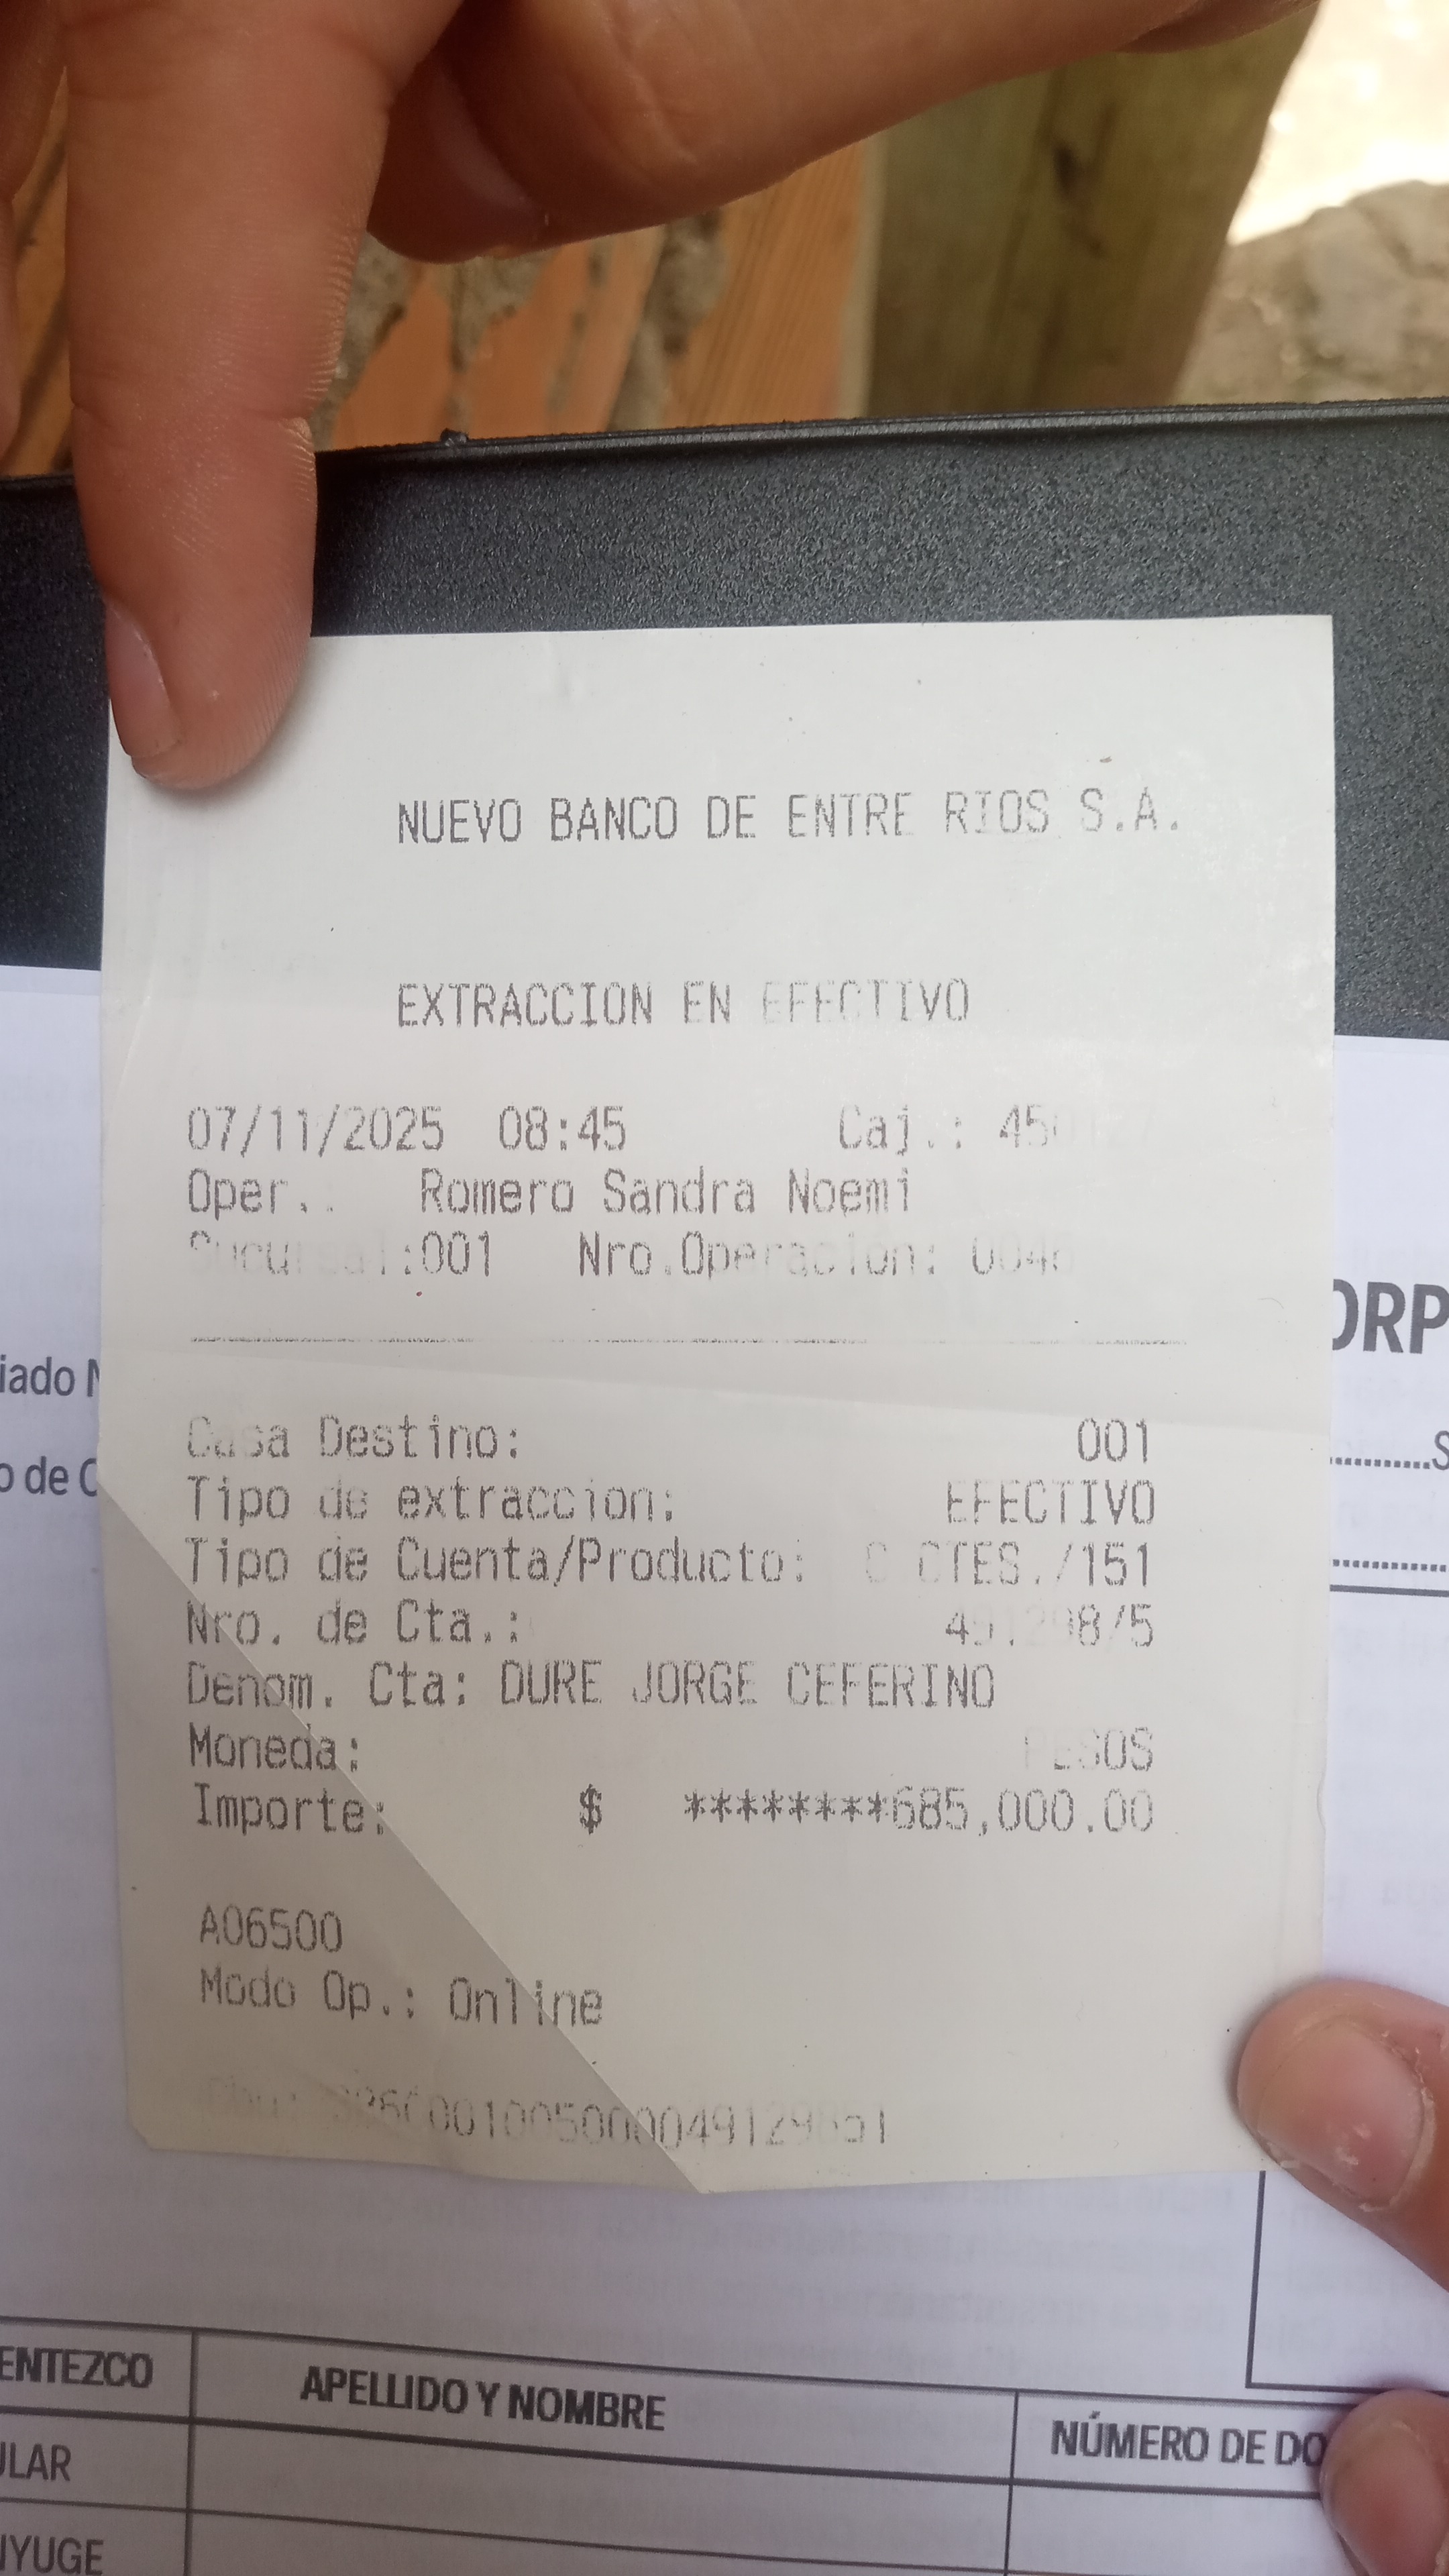 NUEVO BANCO DE ENTRE RIOS S.A.
EXTRACCION EN EFECTIVO
07/11/2025 08:45 Caj.:
Oper.: Romero Sandra Noemi
Sucursal:001 Nro.Operacion:
Casa Destino: 001
Tipo de extraccion: EFECTIVO
Tipo de Cuenta/Producto: C CTES./151
Nro. de Cta.:
Denom. Cta: DURE JORGE CEFERINO
Moneda: PESOS
Importe: $ ********685,000.00
A06500
Modo Op.: Online
iado N
o de C
ORP
S
ENTEZCO
APELLIDO Y NOMBRE
NÚMERO DE DO
ULAR
NYUGE